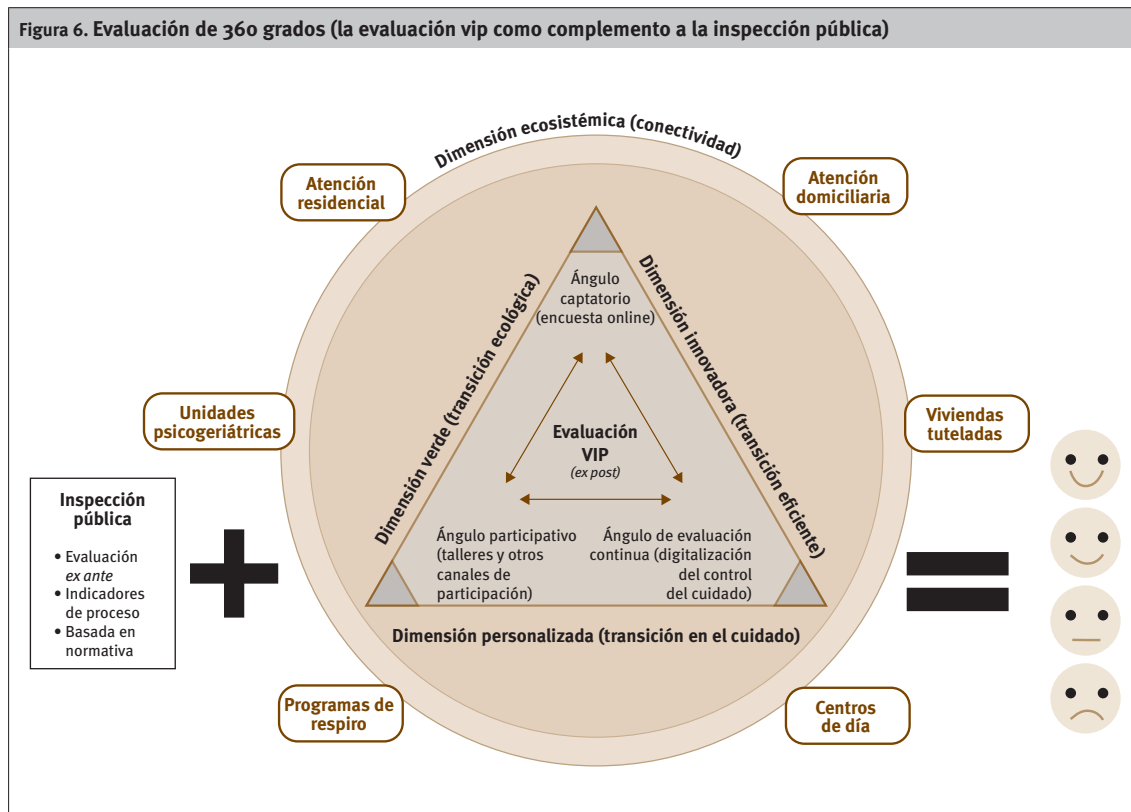 Figura 6. Evaluación de 360 grados (la evaluación vip como complemento a la inspección pública)
Dimensión ecosistémica (conectividad)
Atención
residencial
Atención
domiciliaria
Dimensión verde (transición ecológica)
Dimensión innovadora (transición eficiente)
Ángulo
captatorio
(encuesta online)
Unidades
psicogeriátricas
Viviendas
tuteladas
Evaluación
VIP
(ex post)
Inspección
pública
• Evaluación
ex ante
• Indicadores
de proceso
• Basada en
normativa
Ángulo participativo
(talleres y otros
canales de
participación)
Ángulo de evaluación
continua (digitalización
del control
del cuidado)
Dimensión personalizada (transición en el cuidado)
Programas de
respiro
Centros
de día